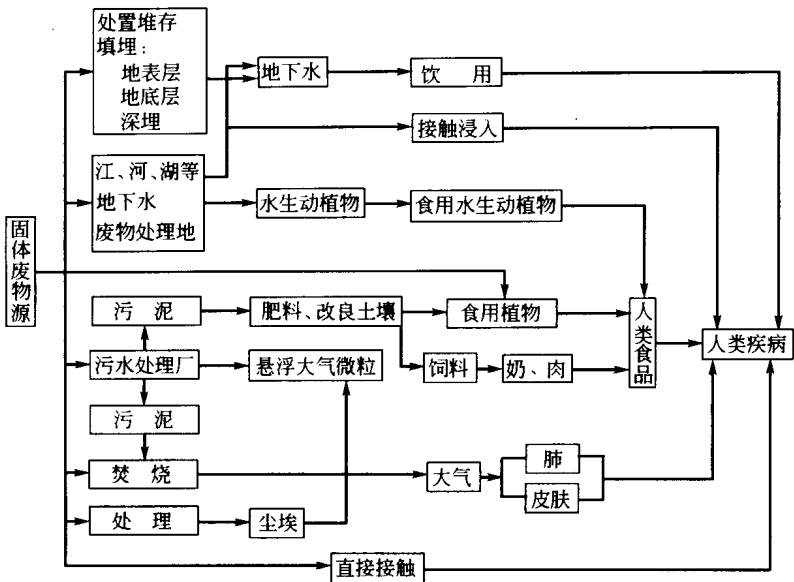 处置堆存
填埋：
地表层
地底层
深埋
地下水
饮 用
接触浸入
江、河、湖等
地下水
废物处理地
水生动植物
食用水生动植物
固体废物源
污 泥
肥料、改良土壤
食用植物
人类食品
人类疾病
污水处理厂
悬浮大气微粒
饲料
奶、肉
污 泥
焚 烧
大气
肺
皮肤
处 理
尘埃
直接接触